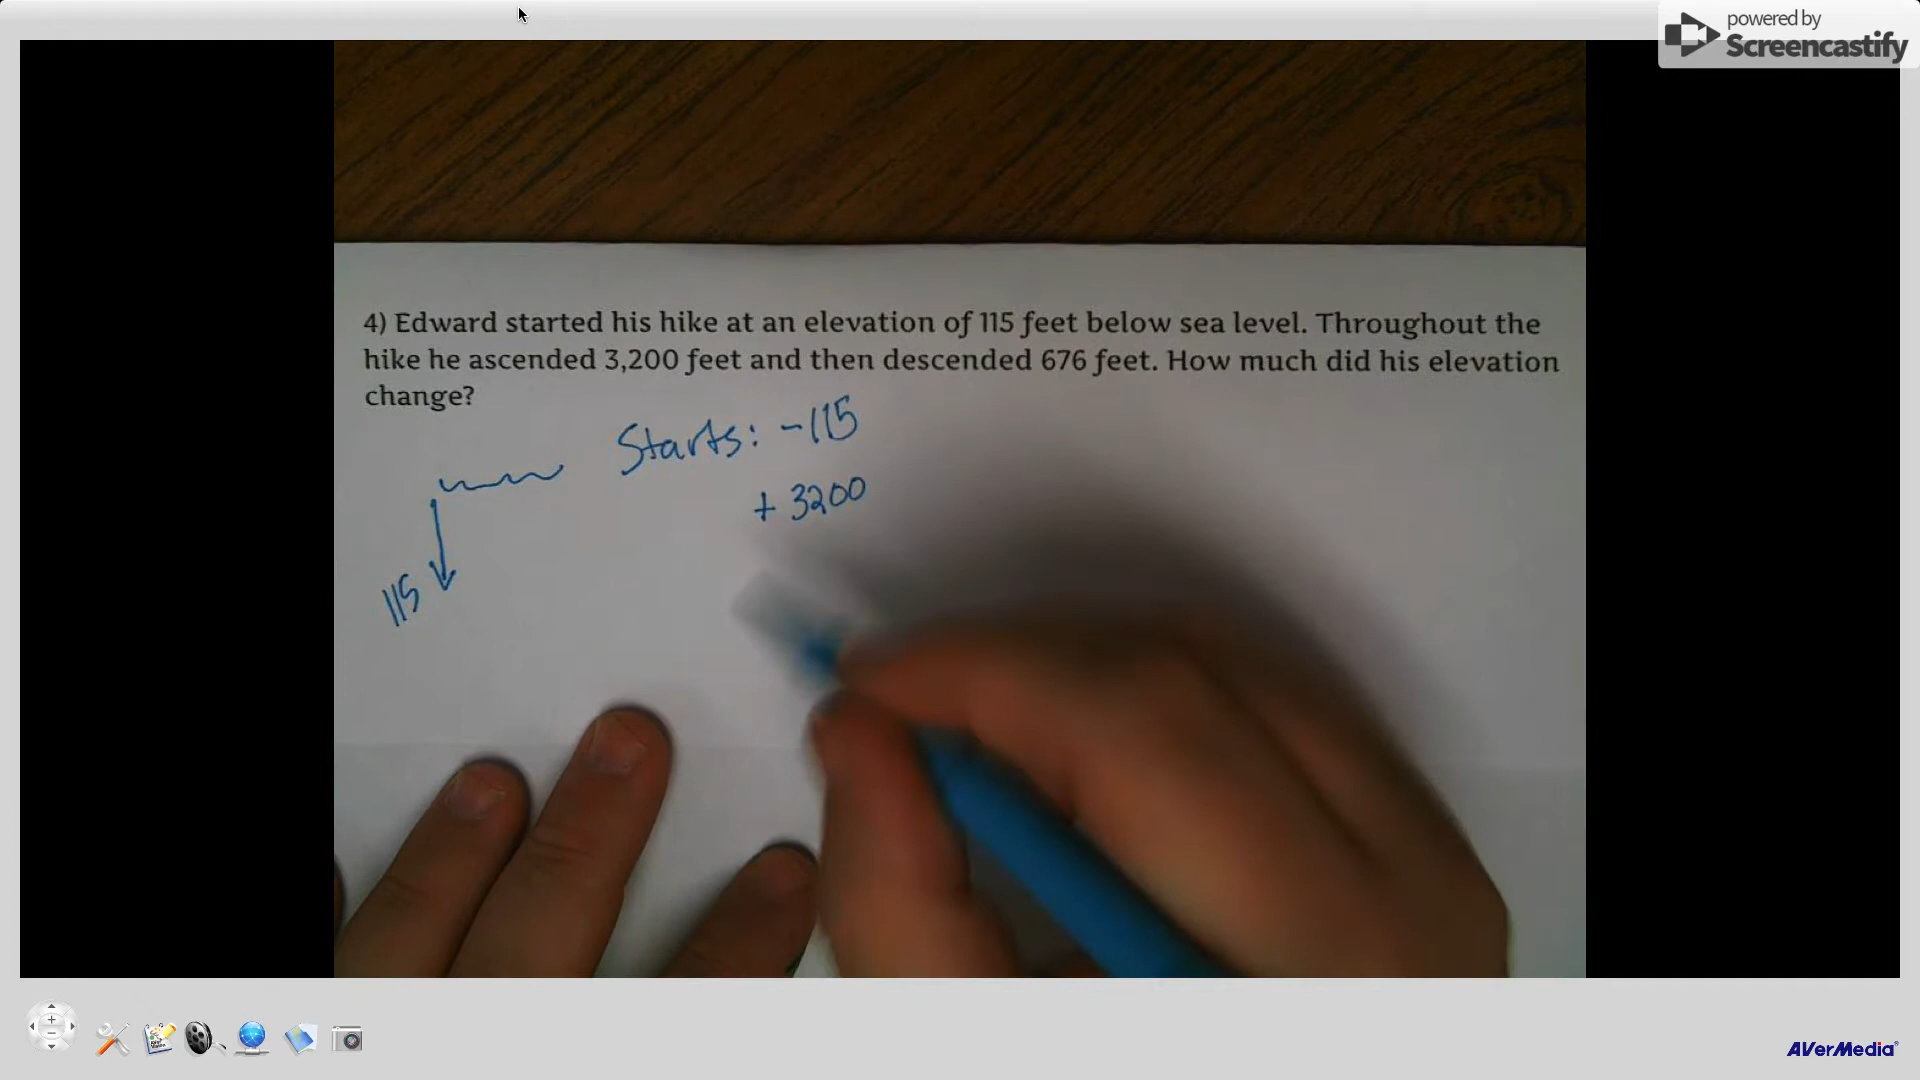 powered by
Screencastify
4) Edward started his hike at an elevation of 115 feet below sea level. Throughout the
hike he ascended 3,200 feet and then descended 676 feet. How much did his elevation
change?
Starts: -115
+ 3200
115
AVerMedia